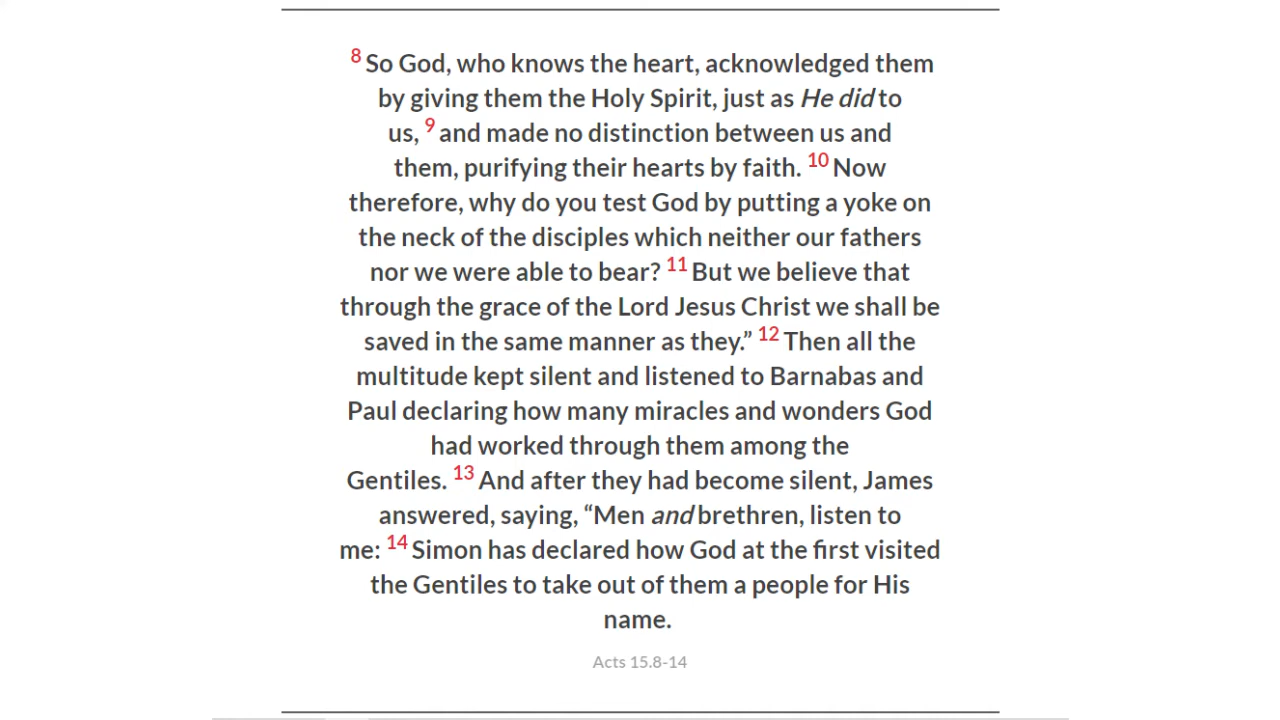 8 So God, who knows the heart, acknowledged them
by giving them the Holy Spirit, just as He did to
us, 9 and made no distinction between us and
them, purifying their hearts by faith. 10 Now
therefore, why do you test God by putting a yoke on
the neck of the disciples which neither our fathers
nor we were able to bear? 11 But we believe that
through the grace of the Lord Jesus Christ we shall be
saved in the same manner as they.” 12 Then all the
multitude kept silent and listened to Barnabas and
Paul declaring how many miracles and wonders God
had worked through them among the
Gentiles. 13 And after they had become silent, James
answered, saying, “Men and brethren, listen to
me: 14 Simon has declared how God at the first visited
the Gentiles to take out of them a people for His
name.
Acts 15.8-14